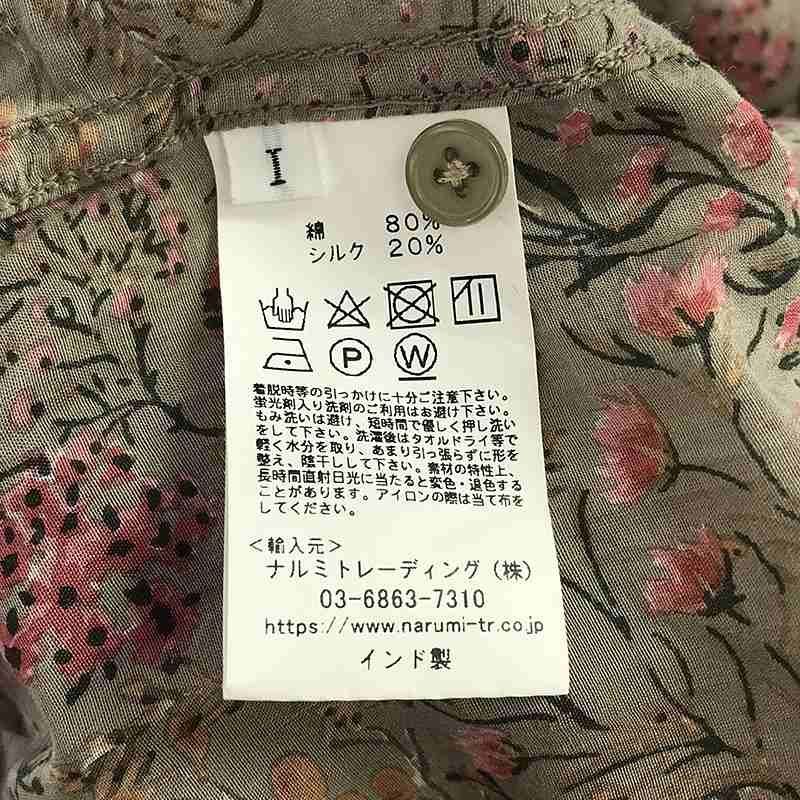 I
綿 80%
シルク 20%
P W
着脱時等の引っかけに十分ご注意下さい。
蛍光剤入り洗剤のご利用はお避け下さい。
もみ洗いは避け、短時間で優しく押し洗い
をして下さい。洗濯後はタオルドライ等で
軽く水分を取り、あまり引っ張らずに形を
整え、陰干しして下さい。素材の特性上、
長時間直射日光に当たると変色・退色する
ことがあります。アイロンの際は当て布を
してください。
＜輸入元＞
ナルミトレーディング（株）
03-6863-7310
https://www.narumi-tr.co.jp
インド製